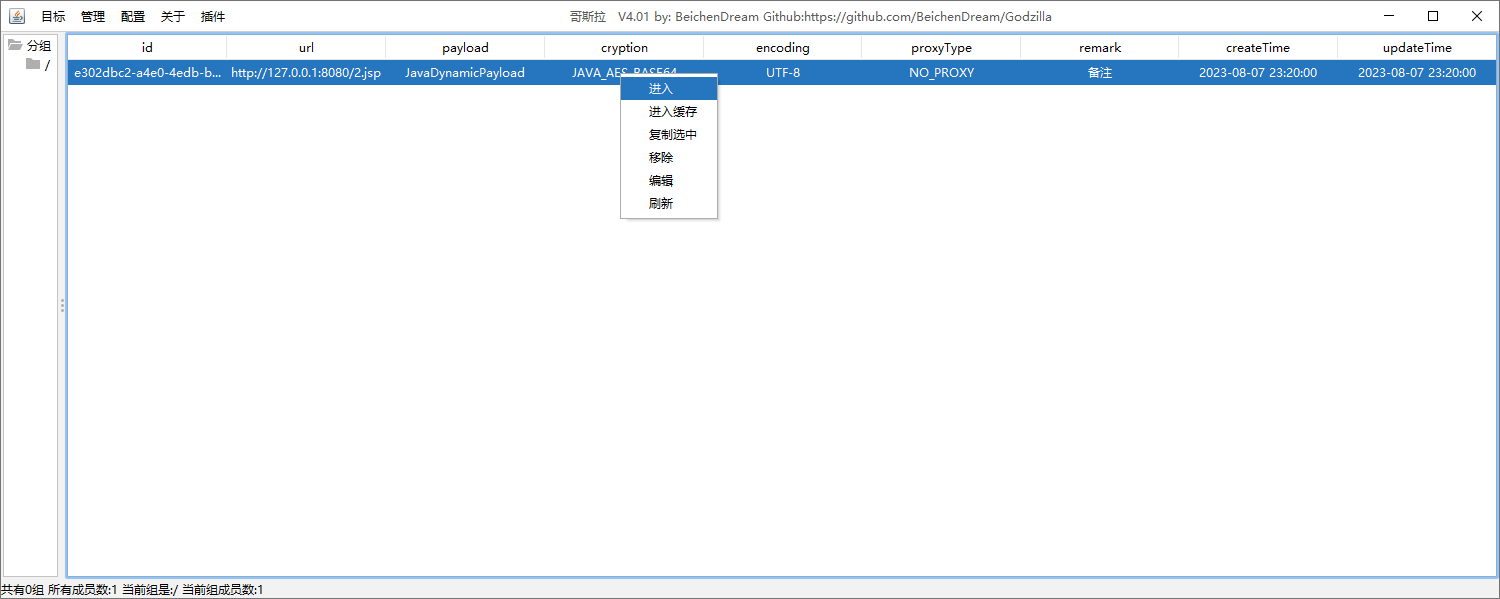 目标 管理 配置 关于 插件 哥斯拉 V4.01 by: BeichenDream Github:https://github.com/BeichenDream/Godzilla
分组
/
id url payload cryption encoding proxyType remark createTime updateTime
e302dbc2-a4e0-4edb-b... http://127.0.0.1:8080/2.jsp JavaDynamicPayload JAVA_AES_BASE64 UTF-8 NO_PROXY 备注 2023-08-07 23:20:00 2023-08-07 23:20:00
进入
进入缓存
复制选中
移除
编辑
刷新
共有0组 所有成员数:1 当前组是:/ 当前组成员数:1